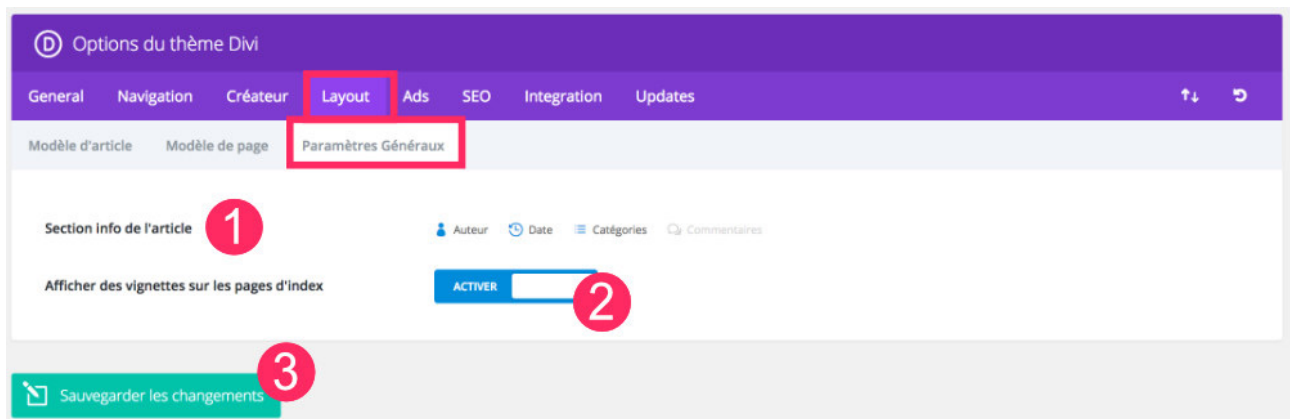 D Options du thème Divi
General Navigation Créateur Layout Ads SEO Integration Updates
Modèle d'article Modèle de page Paramètres Généraux
Section info de l'article 1 Auteur Date Catégories Commentaires
Afficher des vignettes sur les pages d'index ACTIVER 2
Sauvegarder les changements 3